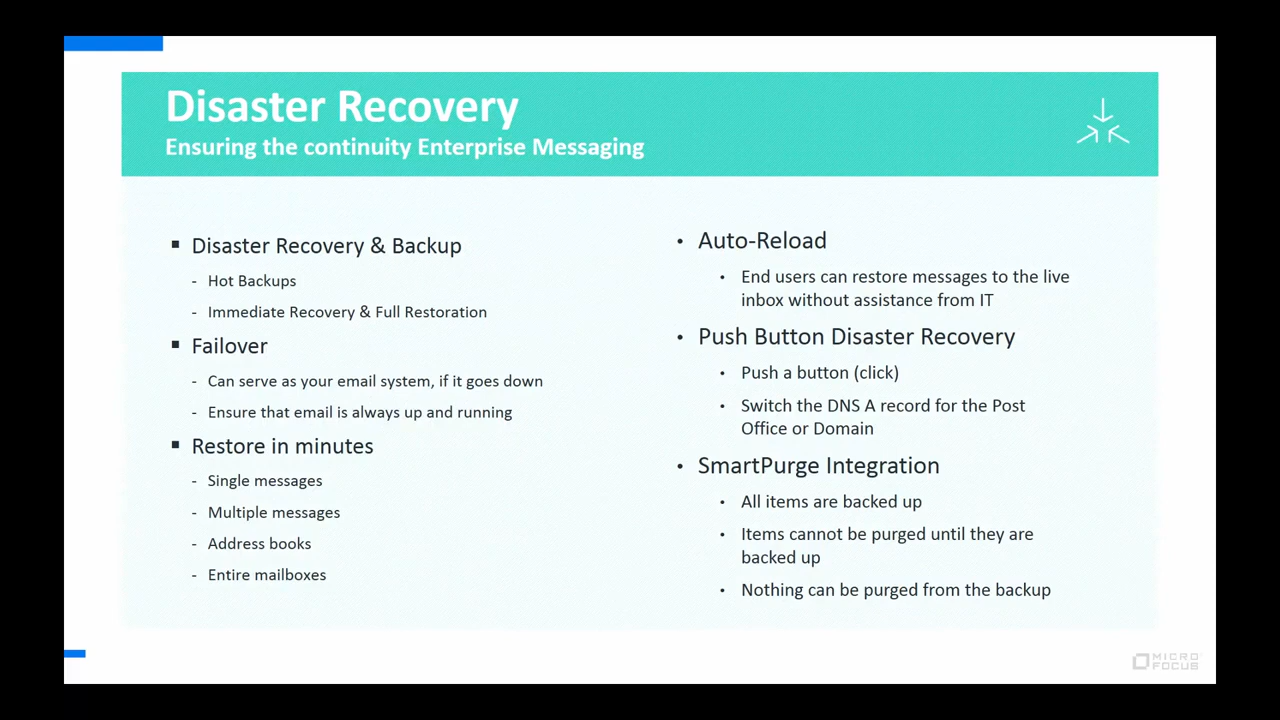 Disaster Recovery
Ensuring the continuity Enterprise Messaging
▪ Disaster Recovery & Backup
- Hot Backups
- Immediate Recovery & Full Restoration
▪ Failover
- Can serve as your email system, if it goes down
- Ensure that email is always up and running
▪ Restore in minutes
- Single messages
- Multiple messages
- Address books
- Entire mailboxes
• Auto-Reload
• End users can restore messages to the live
inbox without assistance from IT
• Push Button Disaster Recovery
• Push a button (click)
• Switch the DNS A record for the Post
Office or Domain
• SmartPurge Integration
• All items are backed up
• Items cannot be purged until they are
backed up
• Nothing can be purged from the backup
MICRO
FOCUS